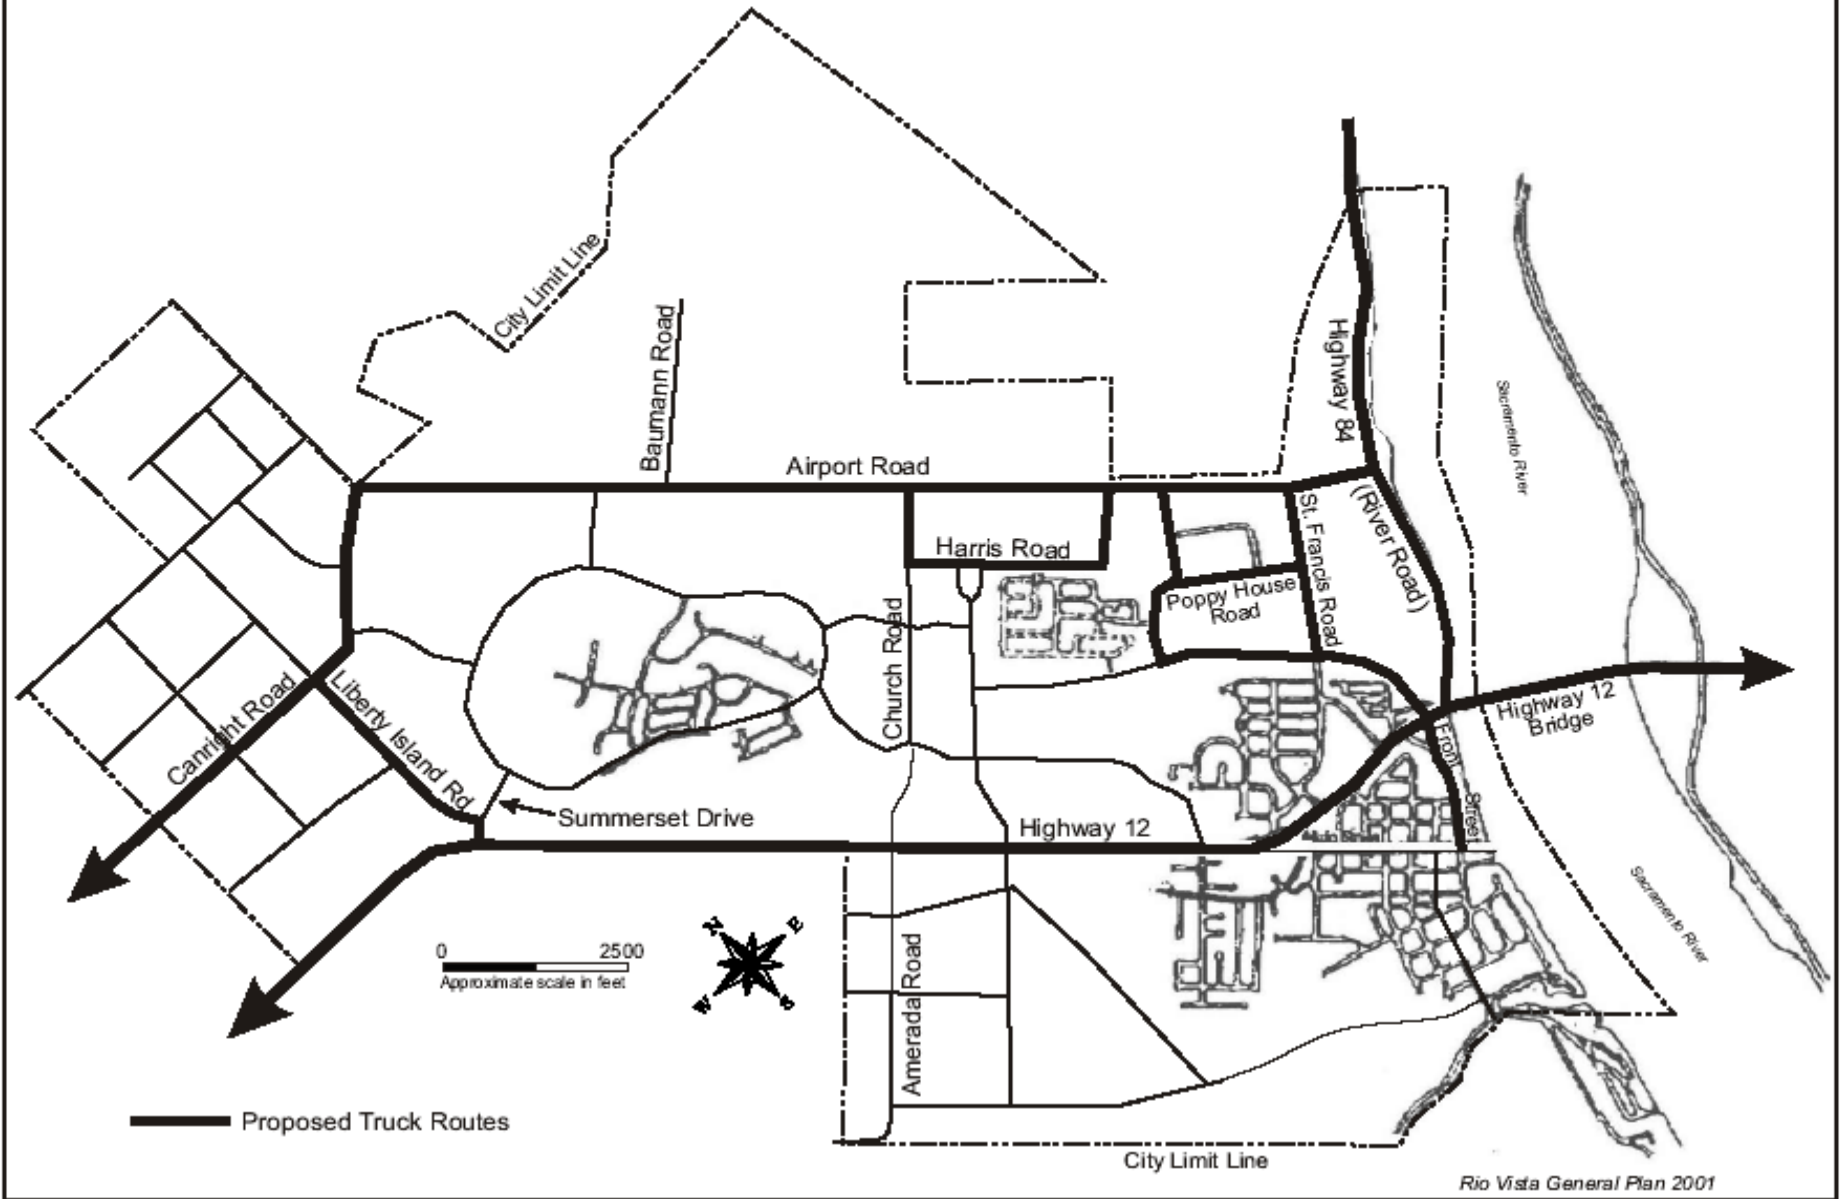 City Limit Line
Baumann Road
Airport Road
Highway 84
(River Road)
Sacramento River
Harris Road
St. Francis Road
Poppy House
Road
Church Road
Canright Road
Liberty Island Rd
Summerset Drive
Highway 12
Highway 12
Bridge
Front
Street
Sacramento River
0 2500
Approximate scale in feet
N E
W S
Amerada Road
Proposed Truck Routes
City Limit Line
Rio Vista General Plan 2001